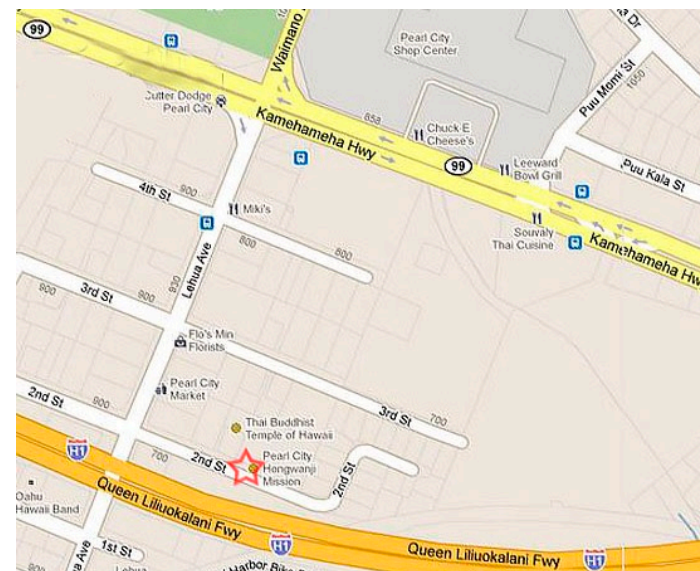 99
Pearl City
Shop Center
Puu Momi St
1050
Cutter Dodge
Pearl City
Kamehameha Hwy
858
Chuck E
Cheese's
99
Leeward
Bowl Grill
Puu Kala St
4th St
900
Miki's
Souvaly
Thai Cuisine
Kamehameha Hw
800
800
Lehua Ave
930
900
3rd St
900
Flo's Min
Florists
Pearl City
Market
2nd St
900
3rd St
700
Thai Buddhist
Temple of Hawaii
H1
700
2nd St
Pearl City
Hongwanji
Mission
2nd St
Oahu
Hawaii Band
Queen Liliuokalani Fwy
H1
Queen Liliuokalani Fwy
H1
1st St
900